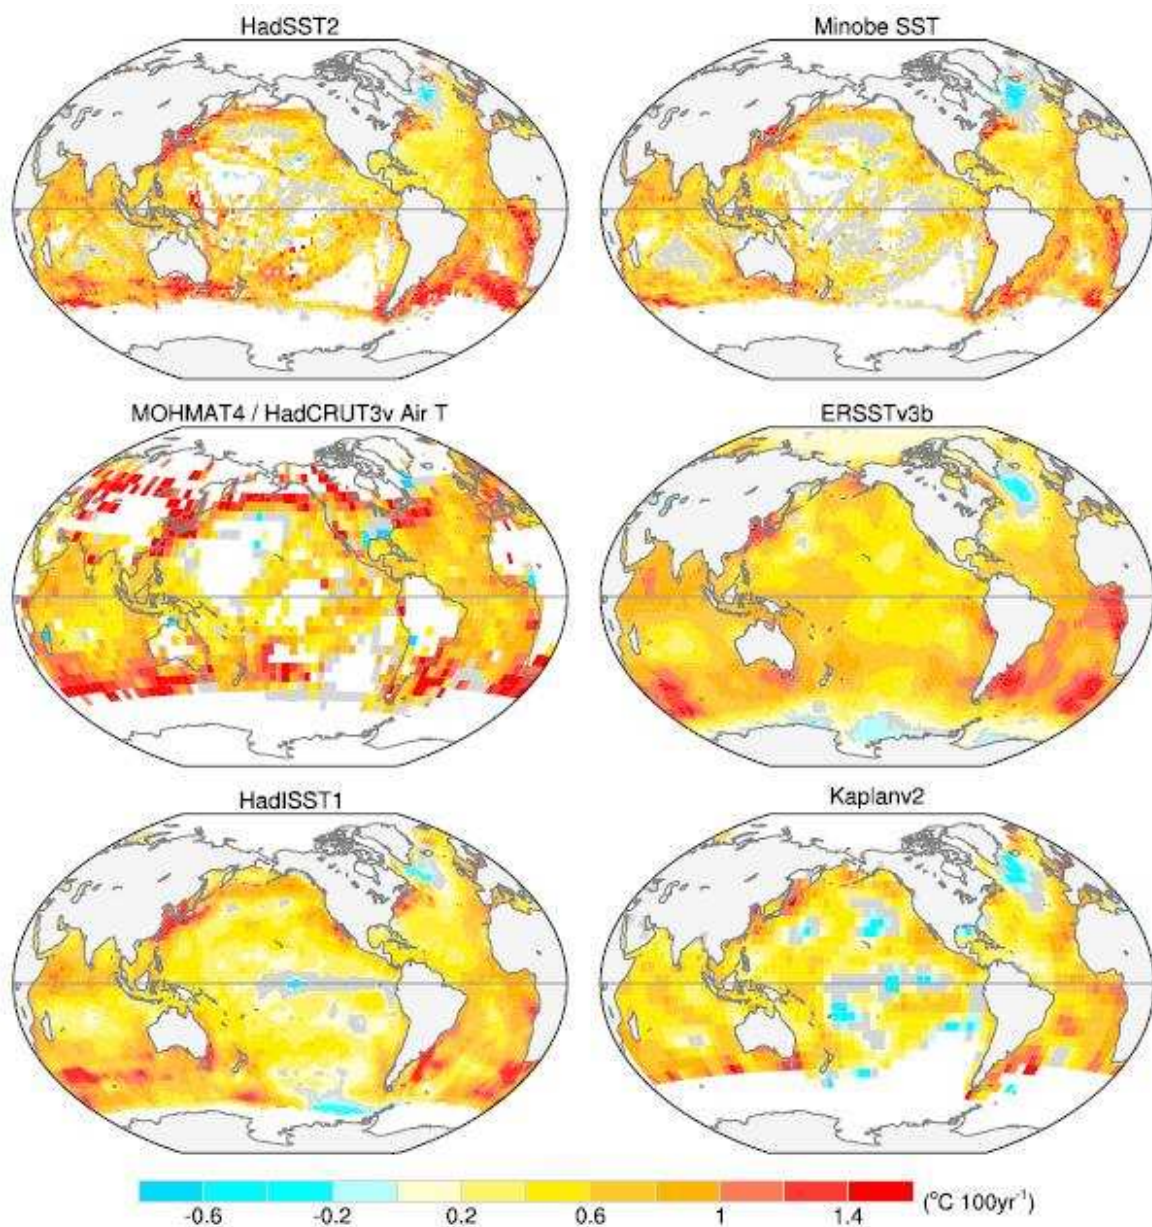 HadSST2
Minobe SST
MOHMAT4 / HadCRUT3v Air T
ERSSTv3b
HadISST1
Kaplanv2
-0.6 -0.2 0.2 0.6 1 1.4 (°C 100yr⁻¹)